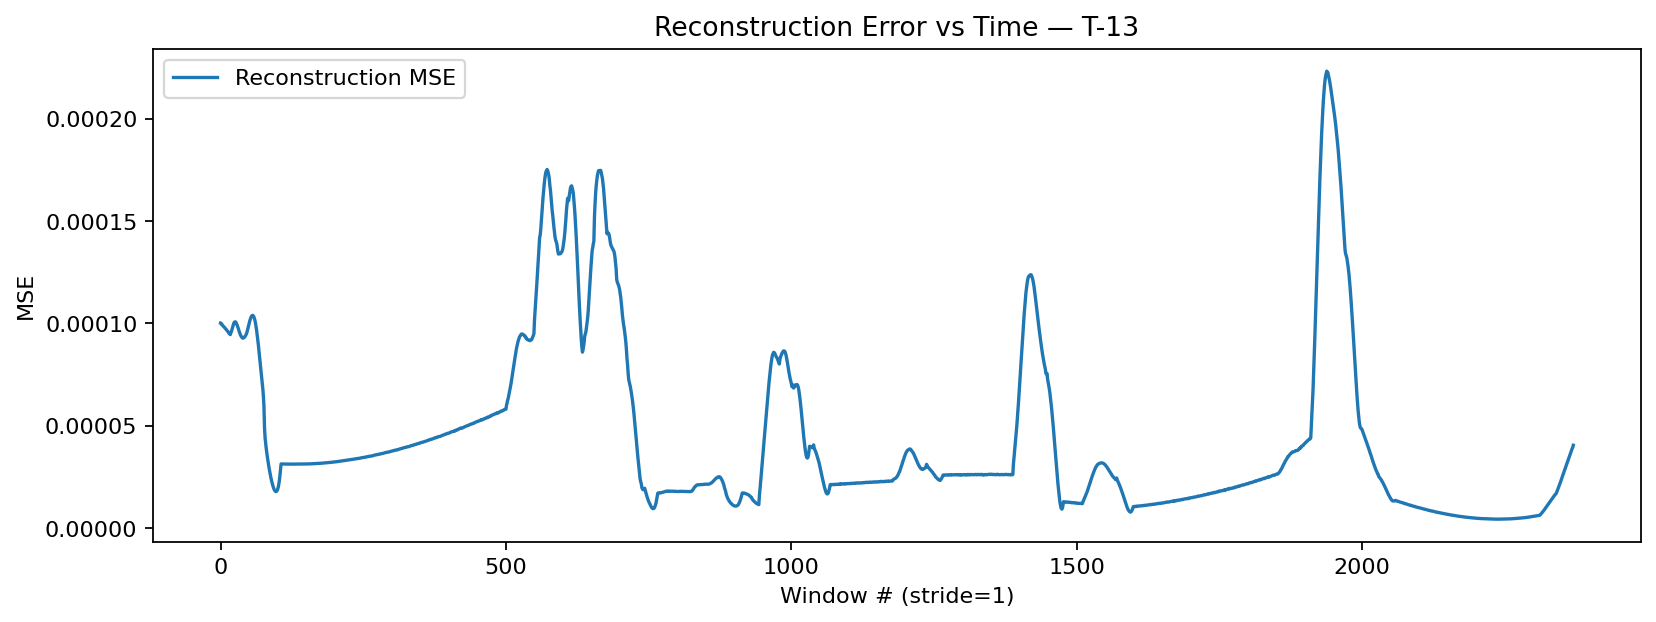 Reconstruction Error vs Time — T-13
Reconstruction MSE
0.00020
0.00015
0.00010
0.00005
0.00000
MSE
0 500 1000 1500 2000
Window # (stride=1)